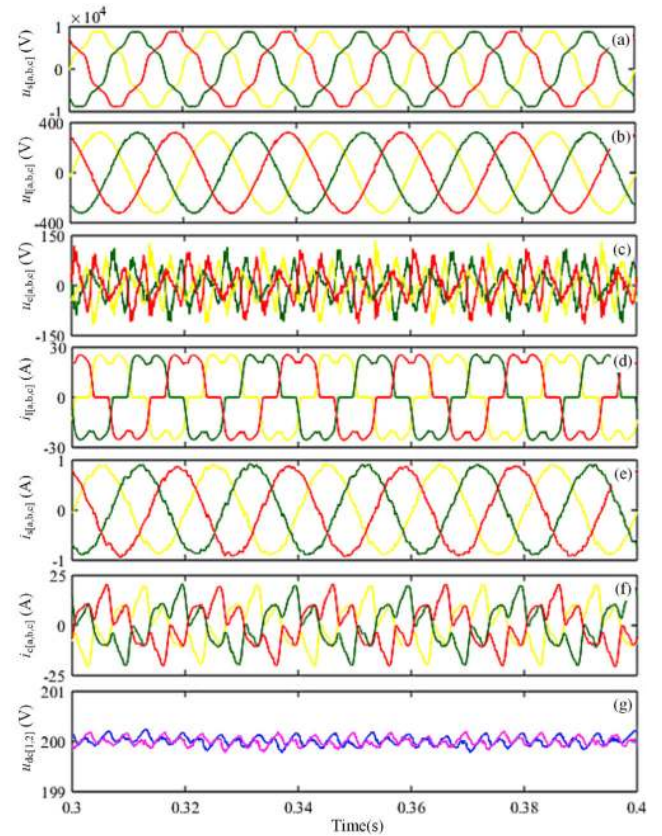 × 10⁴
1
0
-1
u_s[a,b,c] (V)
(a)
400
0
-400
u_l[a,b,c] (V)
(b)
150
0
-150
u_c[a,b,c] (V)
(c)
30
0
-30
i_l[a,b,c] (A)
(d)
1
0
-1
i_s[a,b,c] (A)
(e)
25
0
-25
i_c[a,b,c] (A)
(f)
201
200
199
u_dc[1,2] (V)
(g)
0.3 0.32 0.34 0.36 0.38 0.4
Time(s)